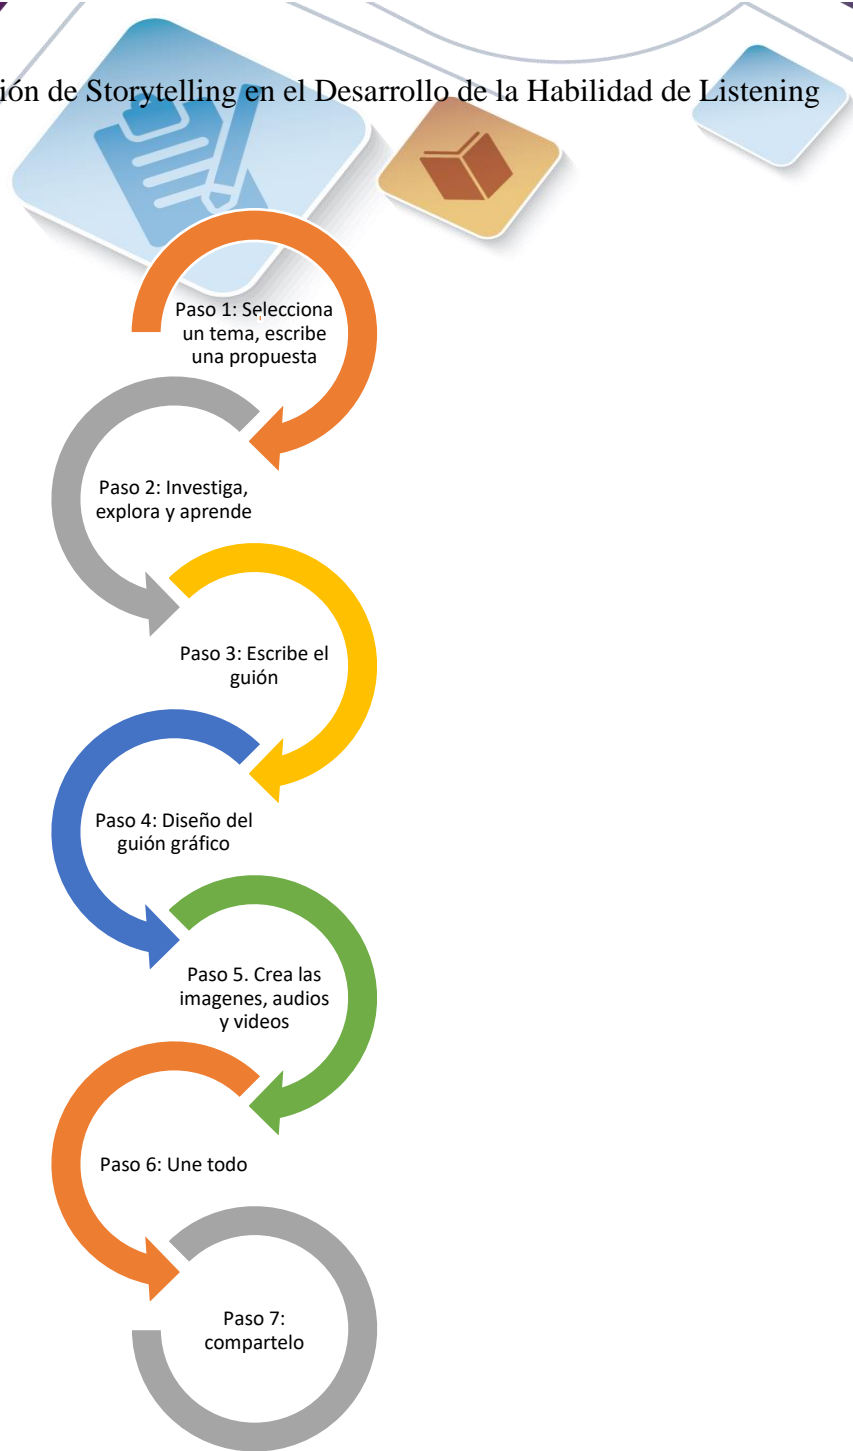 de Storytelling en el Desarrollo de la Habilidad de Listening
Paso 1: Selecciona
un tema, escribe
una propuesta
Paso 2: Investiga,
explora y aprende
Paso 3: Escribe el
guión
Paso 4: Diseño del
guión gráfico
Paso 5. Crea las
imagenes, audios
y videos
Paso 6: Une todo
Paso 7:
compartelo